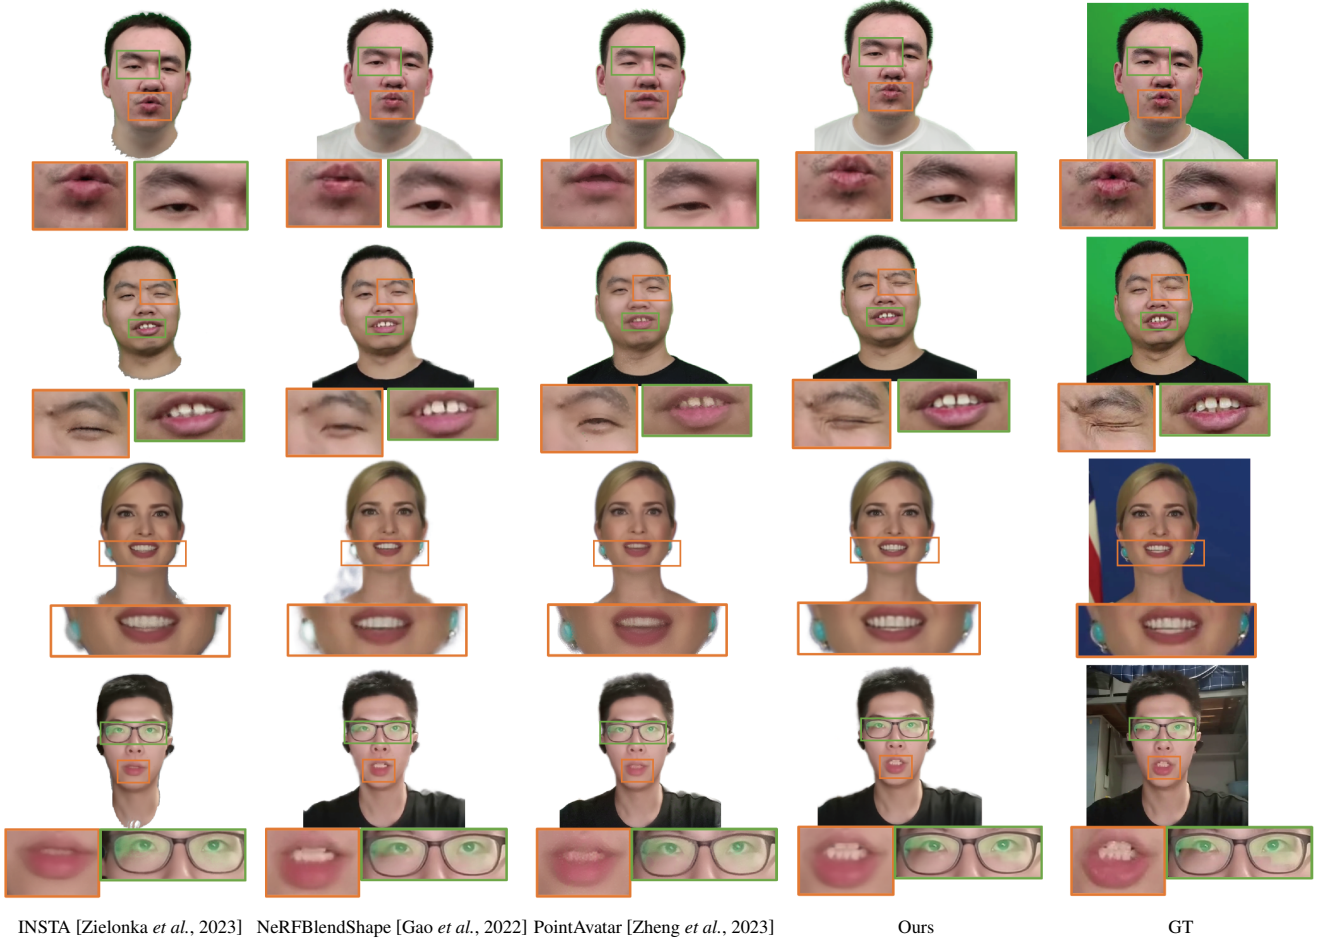 INSTA [Zielonka et al., 2023] NeRFBlendShape [Gao et al., 2022] PointAvatar [Zheng et al., 2023] Ours GT